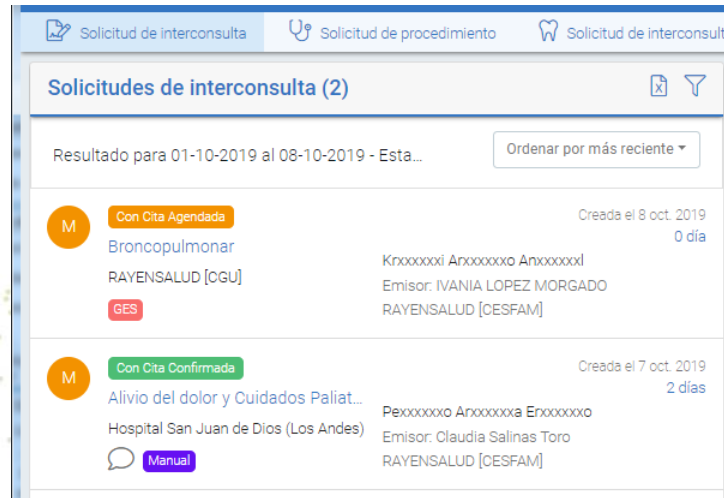 Solicitud de interconsulta
Solicitud de procedimiento
Solicitud de interconsult
Solicitudes de interconsulta (2)
Resultado para 01-10-2019 al 08-10-2019 - Esta...
Ordenar por más reciente
M
Con Cita Agendada
Creada el 8 oct. 2019
0 día
Broncopulmonar
RAYENSALUD [CGU]
GES
Krxxxxxxi Arxxxxxxo Anxxxxxxl
Emisor: IVANIA LOPEZ MORGADO
RAYENSALUD [CESFAM]
M
Con Cita Confirmada
Creada el 7 oct. 2019
2 días
Alivio del dolor y Cuidados Paliat...
Hospital San Juan de Dios (Los Andes)
Manual
Pexxxxxxo Arxxxxxxa Erxxxxxxo
Emisor: Claudia Salinas Toro
RAYENSALUD [CESFAM]